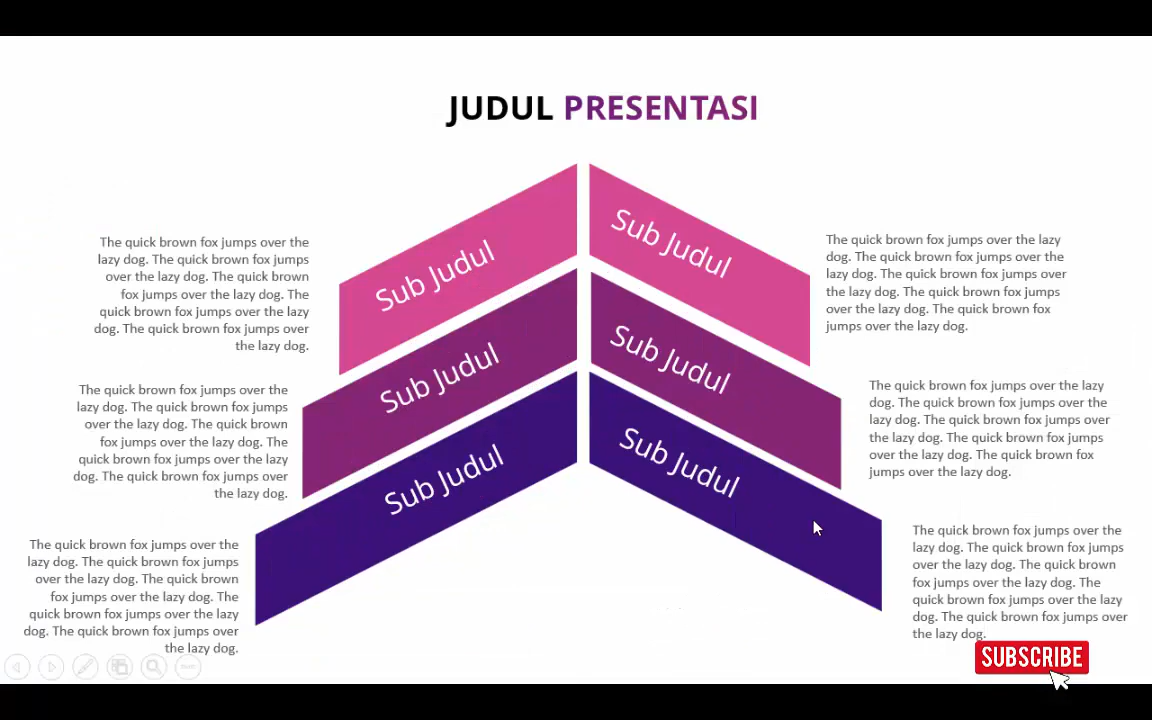 JUDUL PRESENTASI
Sub Judul
Sub Judul
The quick brown fox jumps over the
lazy dog. The quick brown fox jumps
over the lazy dog. The quick brown
fox jumps over the lazy dog. The
quick brown fox jumps over the lazy
dog. The quick brown fox jumps over
the lazy dog.
The quick brown fox jumps over the lazy
dog. The quick brown fox jumps over the
lazy dog. The quick brown fox jumps over
the lazy dog. The quick brown fox jumps
over the lazy dog. The quick brown fox
jumps over the lazy dog.
Sub Judul
Sub Judul
The quick brown fox jumps over the
lazy dog. The quick brown fox jumps
over the lazy dog. The quick brown
fox jumps over the lazy dog. The
quick brown fox jumps over the lazy
dog. The quick brown fox jumps over
the lazy dog.
The quick brown fox jumps over the lazy
dog. The quick brown fox jumps over the
lazy dog. The quick brown fox jumps over
the lazy dog. The quick brown fox jumps
over the lazy dog. The quick brown fox
jumps over the lazy dog.
Sub Judul
Sub Judul
The quick brown fox jumps over the
lazy dog. The quick brown fox jumps
over the lazy dog. The quick brown
fox jumps over the lazy dog. The
quick brown fox jumps over the lazy
dog. The quick brown fox jumps over
the lazy dog.
The quick brown fox jumps over the
lazy dog. The quick brown fox jumps
over the lazy dog. The quick brown
fox jumps over the lazy dog. The
quick brown fox jumps over the lazy
dog. The quick brown fox jumps over
the lazy dog.
SUBSCRIBE